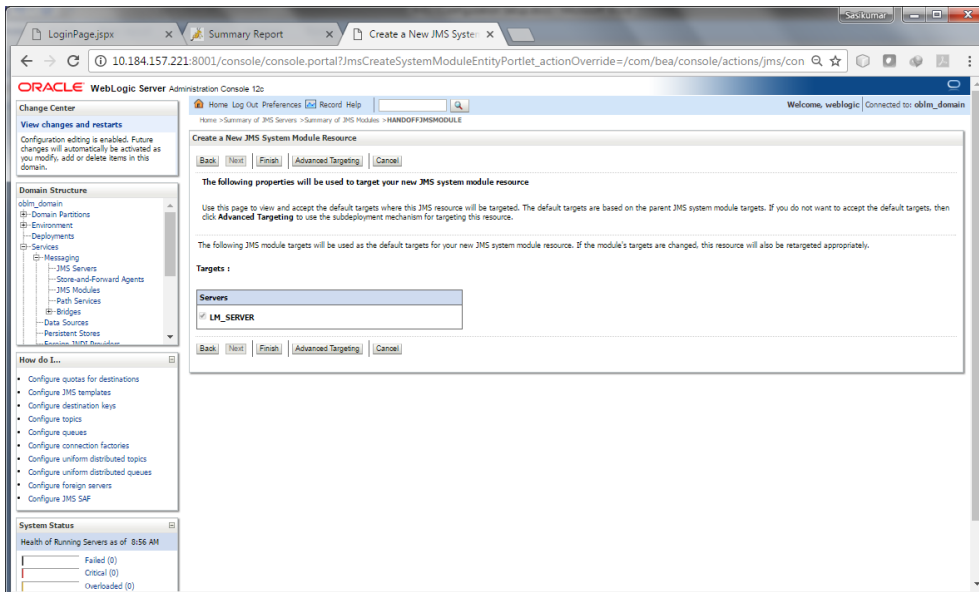 Sasikumar
LoginPage.jspx
Summary Report
Create a New JMS System
10.184.157.221:8001/console/console.portal?JmsCreateSystemModuleEntityPortlet_actionOverride=/com/bea/console/actions/jms/con
ORACLE WebLogic Server Administration Console 12c
Change Center
View changes and restarts
Configuration editing is enabled. Future
changes will automatically be activated as
you modify, add or delete items in this
domain.
Domain Structure
oblm_domain
Domain Partitions
Environment
Deployments
Services
Messaging
JMS Servers
Store-and-Forward Agents
JMS Modules
Path Services
Bridges
Data Sources
Persistent Stores
Foreign JNDI Providers
How do I...
Configure quotas for destinations
Configure JMS templates
Configure destination keys
Configure topics
Configure queues
Configure connection factories
Configure uniform distributed topics
Configure uniform distributed queues
Configure foreign servers
Configure JMS SAF
System Status
Health of Running Servers as of 8:56 AM
Failed (0)
Critical (0)
Overloaded (0)
Home Log Out Preferences Record Help
Welcome, weblogic Connected to: oblm_domain
Home >Summary of JMS Servers >Summary of JMS Modules >HANDOFFJMSMODULE
Create a New JMS System Module Resource
Back Next Finish Advanced Targeting Cancel
The following properties will be used to target your new JMS system module resource
Use this page to view and accept the default targets where this JMS resource will be targeted. The default targets are based on the parent JMS system module targets. If you do not want to accept the default targets, then
click Advanced Targeting to use the subdeployment mechanism for targeting this resource.
The following JMS module targets will be used as the default targets for your new JMS system module resource. If the module's targets are changed, this resource will also be retargeted appropriately.
Targets :
Servers
LM_SERVER
Back Next Finish Advanced Targeting Cancel